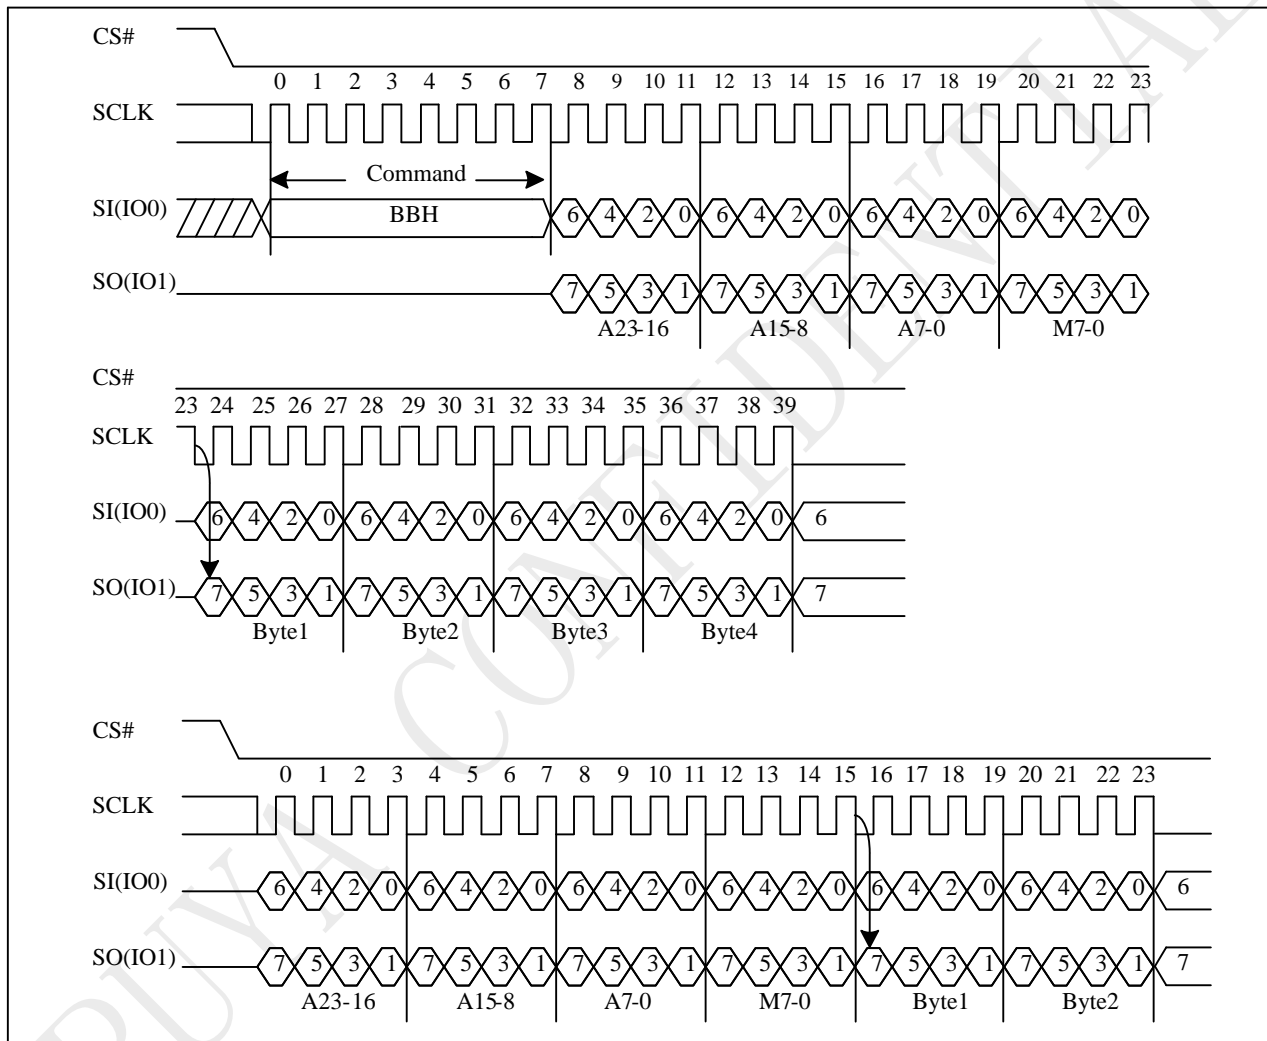 CS#
0 1 2 3 4 5 6 7 8 9 10 11 12 13 14 15 16 17 18 19 20 21 22 23
SCLK
Command
SI(IO0) BBH 6 4 2 0 6 4 2 0 6 4 2 0 6 4 2 0
SO(IO1) 7 5 3 1 7 5 3 1 7 5 3 1 7 5 3 1
A23-16 A15-8 A7-0 M7-0
CS#
23 24 25 26 27 28 29 30 31 32 33 34 35 36 37 38 39
SCLK
SI(IO0) 6 4 2 0 6 4 2 0 6 4 2 0 6 4 2 0 6
SO(IO1) 7 5 3 1 7 5 3 1 7 5 3 1 7 5 3 1 7
Byte1 Byte2 Byte3 Byte4
CS#
0 1 2 3 4 5 6 7 8 9 10 11 12 13 14 15 16 17 18 19 20 21 22 23
SCLK
SI(IO0) 6 4 2 0 6 4 2 0 6 4 2 0 6 4 2 0 6 4 2 0 6 4 2 0 6
SO(IO1) 7 5 3 1 7 5 3 1 7 5 3 1 7 5 3 1 7 5 3 1 7 5 3 1 7
A23-16 A15-8 A7-0 M7-0 Byte1 Byte2
PUYA CONFIDENTIAL